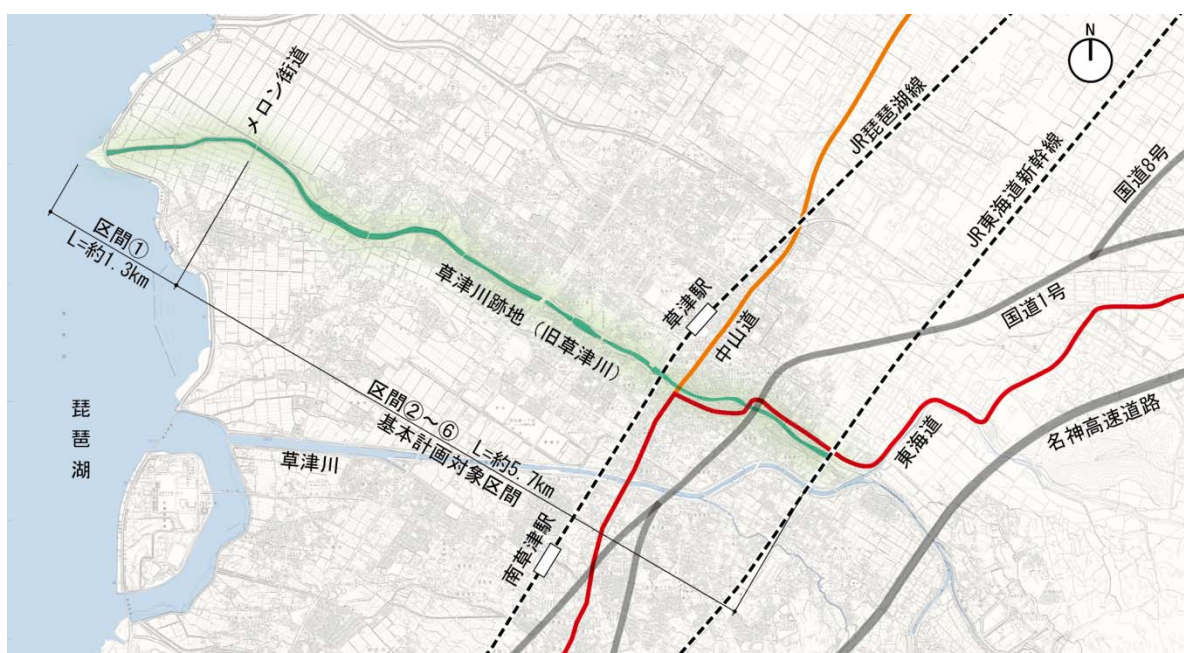 N
メロン街道
JR琵琶湖線
JR東海道新幹線
国道8号
区間①
L=約1.3km
草津川跡地（旧草津川）
草津駅
中山道
国道1号
琵琶湖
区間②～⑥ L=約5.7km
基本計画対象区間
草津川
東海道
名神高速道路
南草津駅